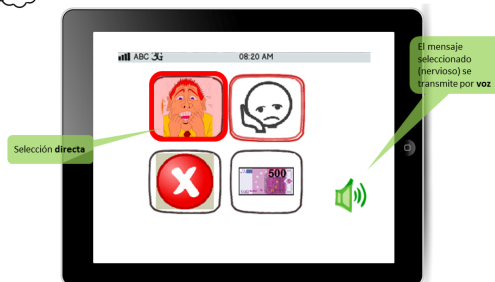 ABC 3G
08:20 AM
El mensaje
seleccionado
(nervioso) se
transmite por voz
Selección directa
500